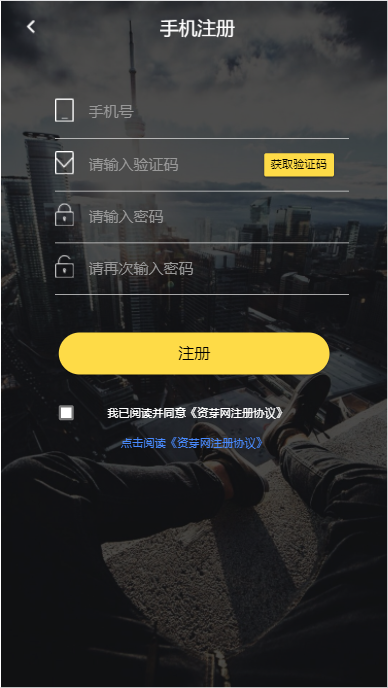 手机注册
手机号
请输入验证码
获取验证码
请输入密码
请再次输入密码
注册
我已阅读并同意《资芽网注册协议》
点击阅读《资芽网注册协议》